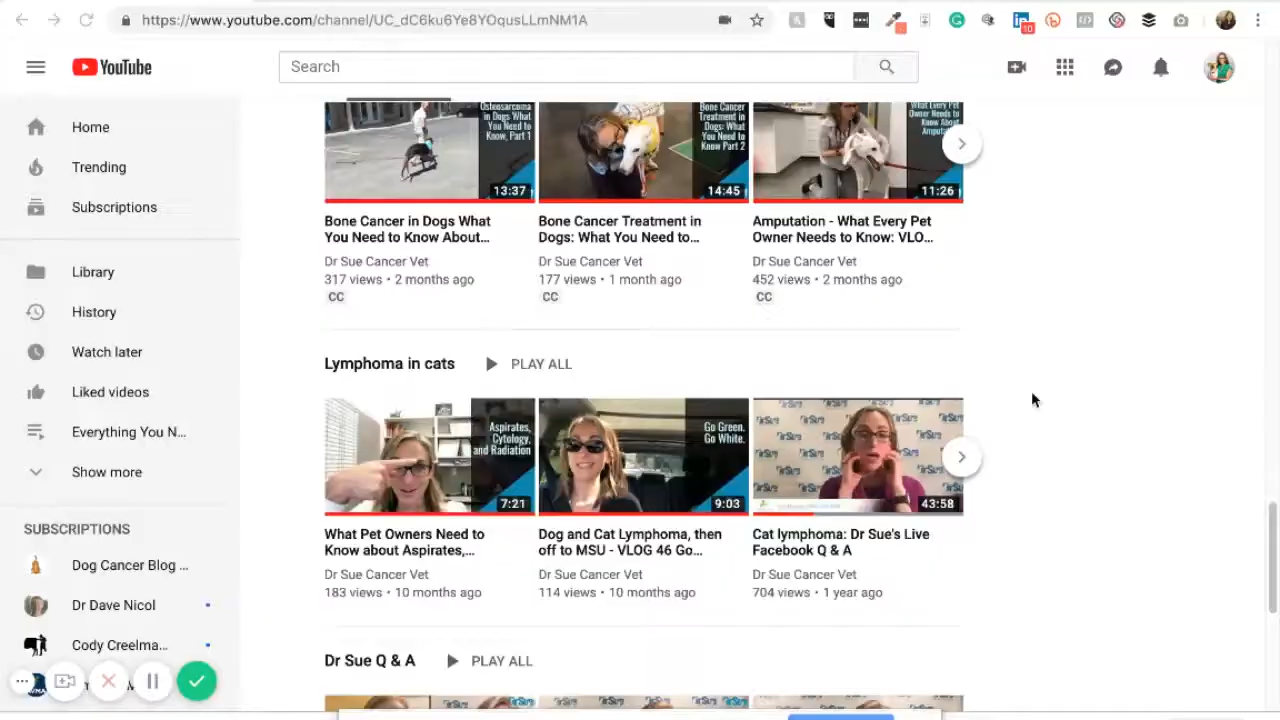 https://www.youtube.com/channel/UC_dC6ku6Ye8YOqusLLmNM1A
10
YouTube
Search
Home
Trending
Subscriptions
Library
History
Watch later
Liked videos
Everything You N...
Show more
SUBSCRIPTIONS
Dog Cancer Blog ...
Dr Dave Nicol
Cody Creelma...
Osteosarcoma
in Dogs What
You Need to
Know, Part 1
13:37
Bone Cancer
Treatment in
Dogs: What
You Need to
Know Part 2
14:45
What Every Pet
Owner Needs to
Know About
Amputat
11:26
Bone Cancer in Dogs What
You Need to Know About...
Dr Sue Cancer Vet
317 views • 2 months ago
CC
Bone Cancer Treatment in
Dogs: What You Need to...
Dr Sue Cancer Vet
177 views • 1 month ago
CC
Amputation - What Every Pet
Owner Needs to Know: VLO...
Dr Sue Cancer Vet
452 views • 2 months ago
CC
Lymphoma in cats
PLAY ALL
Aspirates,
Cytology,
and Radiation
7:21
Go Green.
Go White.
9:03
DrSue
43:58
What Pet Owners Need to
Know about Aspirates,...
Dr Sue Cancer Vet
183 views • 10 months ago
Dog and Cat Lymphoma, then
off to MSU - VLOG 46 Go...
Dr Sue Cancer Vet
114 views • 10 months ago
Cat lymphoma: Dr Sue's Live
Facebook Q & A
Dr Sue Cancer Vet
704 views • 1 year ago
Dr Sue Q & A
PLAY ALL